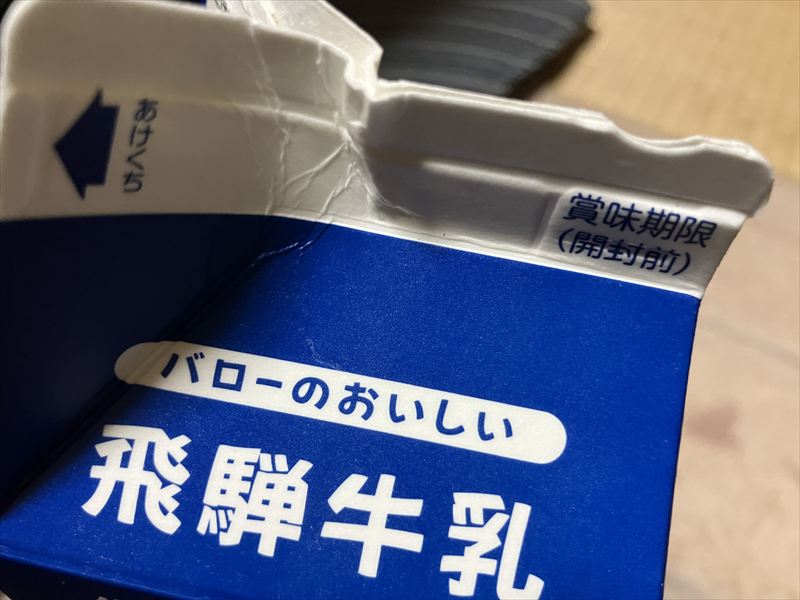 あけくち
賞味期限
(開封前)
バローのおいしい
飛騨牛乳